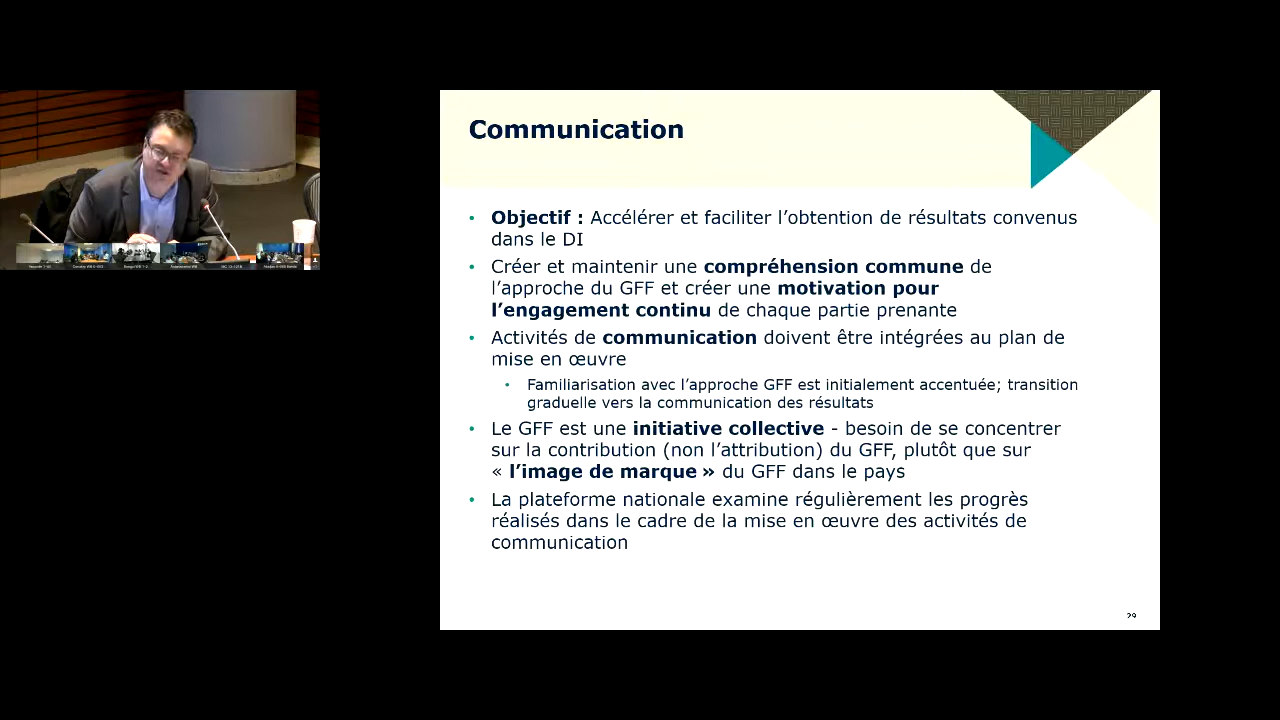 Communication
• Objectif : Accélérer et faciliter l’obtention de résultats convenus
dans le DI
• Créer et maintenir une compréhension commune de
l’approche du GFF et créer une motivation pour
l’engagement continu de chaque partie prenante
• Activités de communication doivent être intégrées au plan de
mise en œuvre
• Familiarisation avec l’approche GFF est initialement accentuée; transition
graduelle vers la communication des résultats
• Le GFF est une initiative collective - besoin de se concentrer
sur la contribution (non l’attribution) du GFF, plutôt que sur
« l’image de marque » du GFF dans le pays
• La plateforme nationale examine régulièrement les progrès
réalisés dans le cadre de la mise en œuvre des activités de
communication
29